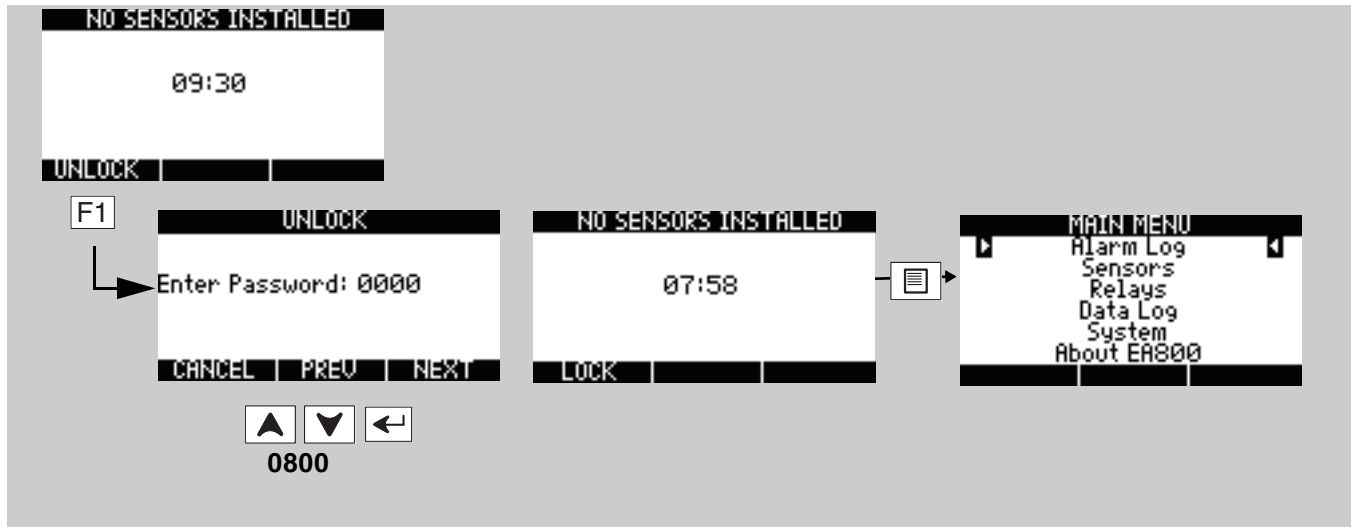 NO SENSORS INSTALLED
09:30
UNLOCK
F1
UNLOCK
Enter Password: 0000
CANCEL PREV NEXT
0800
NO SENSORS INSTALLED
07:58
LOCK
MAIN MENU
Alarm Log
Sensors
Relays
Data Log
System
About EA800